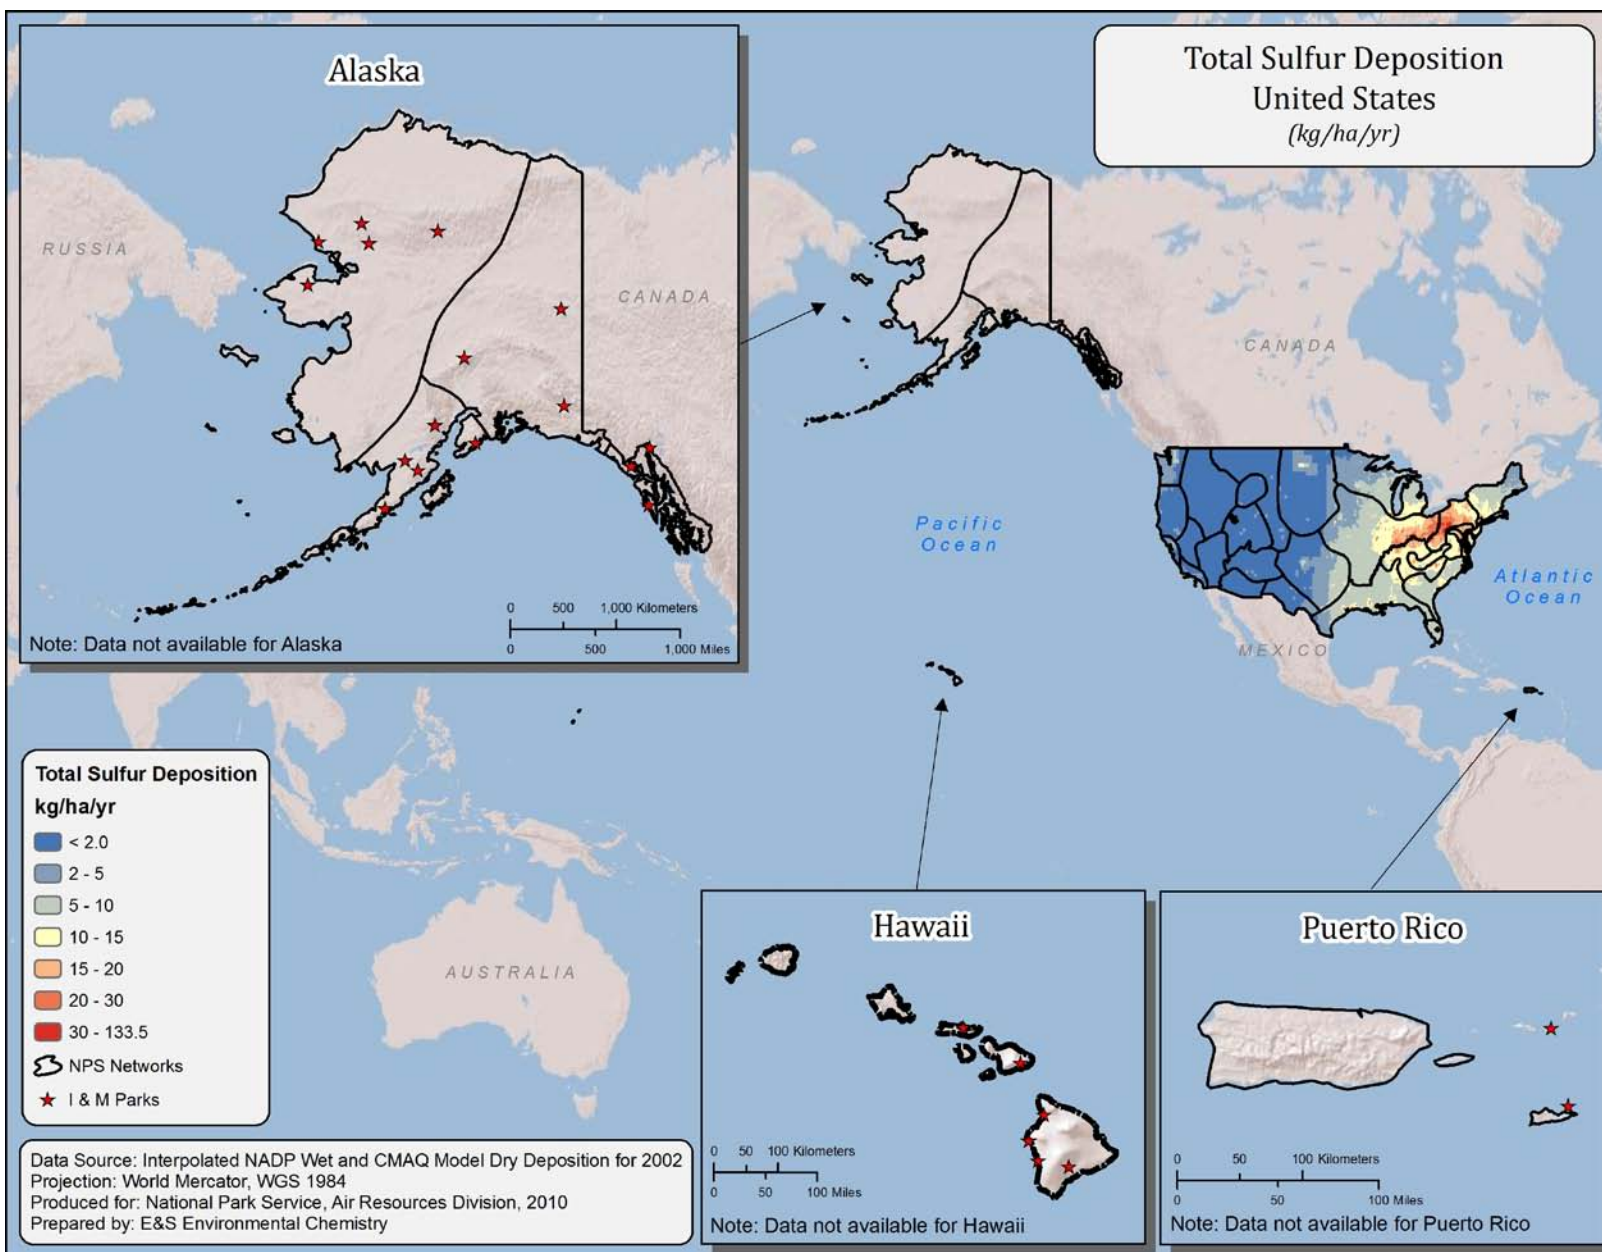 Alaska
Total Sulfur Deposition
United States
(kg/ha/yr)
RUSSIA
CANADA
CANADA
Pacific
Ocean
Atlantic
Ocean
MEXICO
0 500 1,000 Kilometers
0 500 1,000 Miles
Note: Data not available for Alaska
Total Sulfur Deposition
kg/ha/yr
< 2.0
2 - 5
5 - 10
10 - 15
15 - 20
20 - 30
30 - 133.5
NPS Networks
I & M Parks
AUSTRALIA
Hawaii
0 50 100 Kilometers
0 50 100 Miles
Note: Data not available for Hawaii
Puerto Rico
0 50 100 Kilometers
0 50 100 Miles
Note: Data not available for Puerto Rico
Data Source: Interpolated NADP Wet and CMAQ Model Dry Deposition for 2002
Projection: World Mercator, WGS 1984
Produced for: National Park Service, Air Resources Division, 2010
Prepared by: E&S Environmental Chemistry